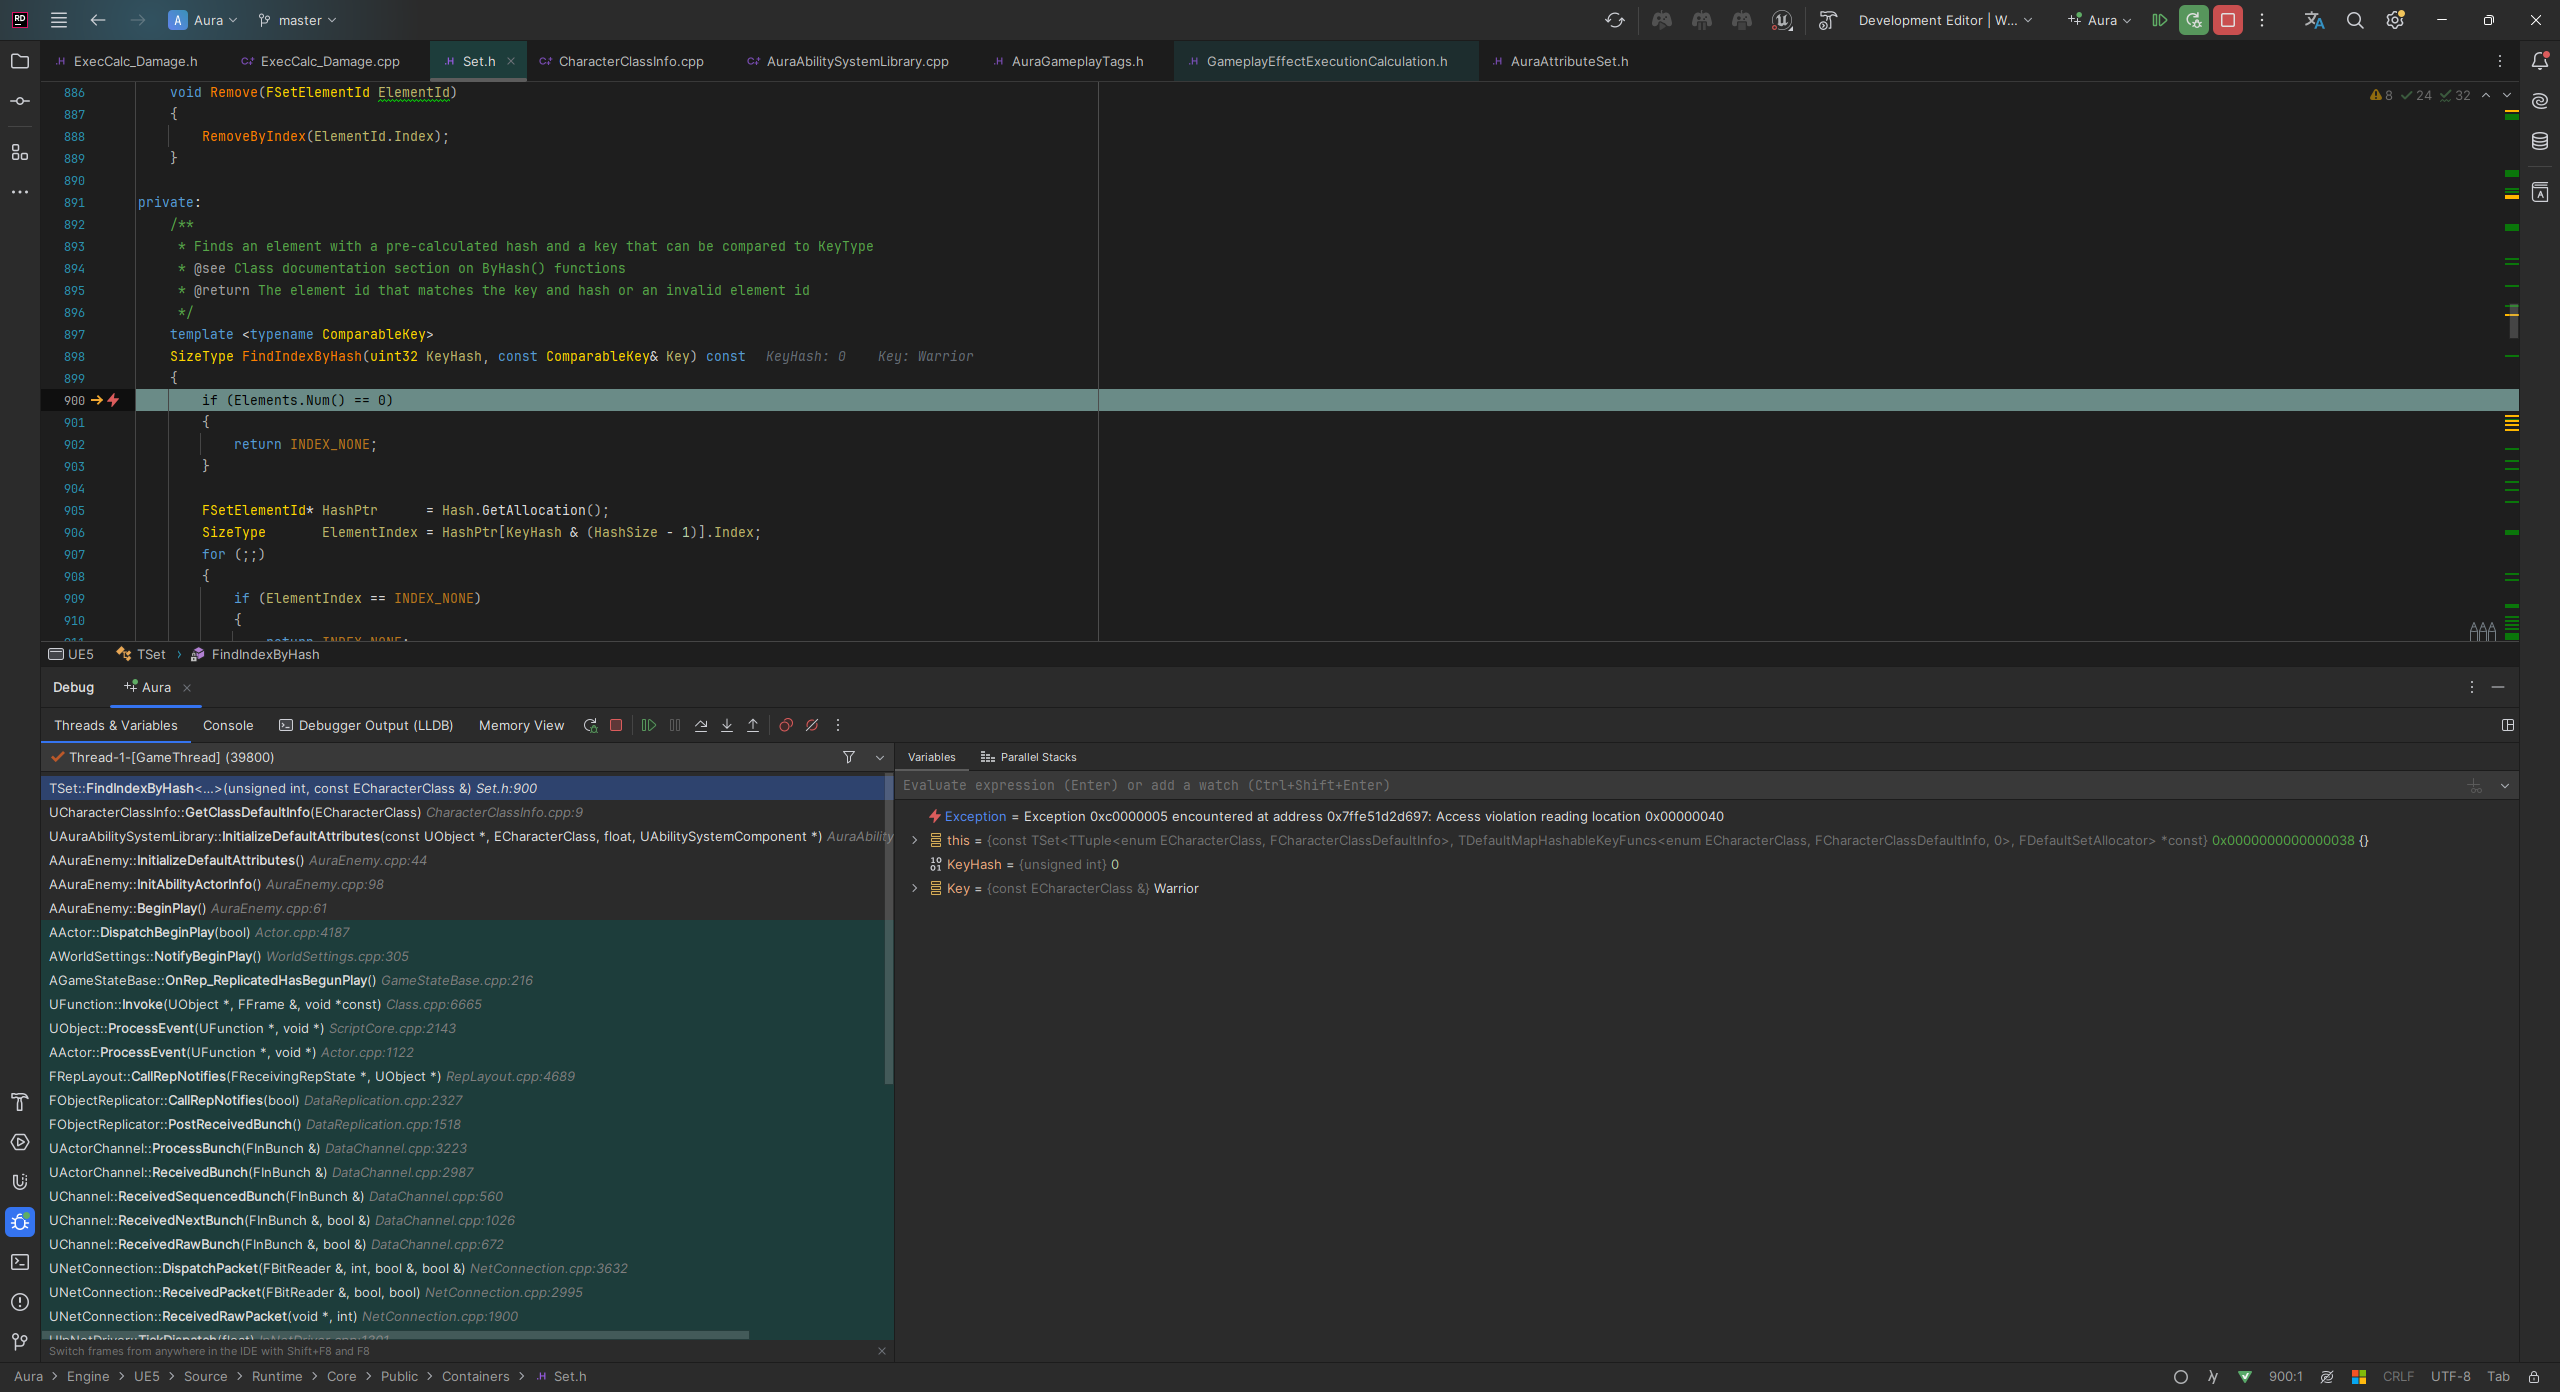 Aura master Development Editor | W... Aura
ExecCalc_Damage.h ExecCalc_Damage.cpp Set.h CharacterClassInfo.cpp AuraAbilitySystemLibrary.cpp AuraGameplayTags.h GameplayEffectExecutionCalculation.h AuraAttributeSet.h
8 24 32
886 void Remove(FSetElementId ElementId)
887 {
888 RemoveByIndex(ElementId.Index);
889 }
890
891 private:
892 /**
893 * Finds an element with a pre-calculated hash and a key that can be compared to KeyType
894 * @see Class documentation section on ByHash() functions
895 * @return The element id that matches the key and hash or an invalid element id
896 */
897 template <typename ComparableKey>
898 SizeType FindIndexByHash(uint32 KeyHash, const ComparableKey& Key) const KeyHash: 0 Key: Warrior
899 {
900 if (Elements.Num() == 0)
901 {
902 return INDEX_NONE;
903 }
904
905 FSetElementId* HashPtr = Hash.GetAllocation();
906 SizeType ElementIndex = HashPtr[KeyHash & (HashSize - 1)].Index;
907 for (;;)
908 {
909 if (ElementIndex == INDEX_NONE)
910 {
911 return INDEX_NONE;
UE5 TSet › FindIndexByHash
Debug Aura
Threads & Variables Console Debugger Output (LLDB) Memory View
Thread-1-[GameThread] (39800)
TSet::FindIndexByHash<...>(unsigned int, const ECharacterClass &) Set.h:900
UCharacterClassInfo::GetClassDefaultInfo(ECharacterClass) CharacterClassInfo.cpp:9
UAuraAbilitySystemLibrary::InitializeDefaultAttributes(const UObject *, ECharacterClass, float, UAbilitySystemComponent *) AuraAbility
AAuraEnemy::InitializeDefaultAttributes() AuraEnemy.cpp:44
AAuraEnemy::InitAbilityActorInfo() AuraEnemy.cpp:98
AAuraEnemy::BeginPlay() AuraEnemy.cpp:61
AActor::DispatchBeginPlay(bool) Actor.cpp:4187
AWorldSettings::NotifyBeginPlay() WorldSettings.cpp:305
AGameStateBase::OnRep_ReplicatedHasBegunPlay() GameStateBase.cpp:216
UFunction::Invoke(UObject *, FFrame &, void *const) Class.cpp:6665
UObject::ProcessEvent(UFunction *, void *) ScriptCore.cpp:2143
AActor::ProcessEvent(UFunction *, void *) Actor.cpp:1122
FRepLayout::CallRepNotifies(FReceivingRepState *, UObject *) RepLayout.cpp:4689
FObjectReplicator::CallRepNotifies(bool) DataReplication.cpp:2327
FObjectReplicator::PostReceivedBunch() DataReplication.cpp:1518
UActorChannel::ProcessBunch(FInBunch &) DataChannel.cpp:3223
UActorChannel::ReceivedBunch(FInBunch &) DataChannel.cpp:2987
UChannel::ReceivedSequencedBunch(FInBunch &) DataChannel.cpp:560
UChannel::ReceivedNextBunch(FInBunch &, bool &) DataChannel.cpp:1026
UChannel::ReceivedRawBunch(FInBunch &, bool &) DataChannel.cpp:672
UNetConnection::DispatchPacket(FBitReader &, int, bool &, bool &) NetConnection.cpp:3632
UNetConnection::ReceivedPacket(FBitReader &, bool, bool) NetConnection.cpp:2995
UNetConnection::ReceivedRawPacket(void *, int) NetConnection.cpp:1900
UIpNetDriver::TickDispatch(float) IpNetDriver.cpp:1301
Switch frames from anywhere in the IDE with Shift+F8 and F8
Variables Parallel Stacks
Evaluate expression (Enter) or add a watch (Ctrl+Shift+Enter)
Exception = Exception 0xc0000005 encountered at address 0x7ffe51d2d697: Access violation reading location 0x00000040
this = {const TSet<TTuple<enum ECharacterClass, FCharacterClassDefaultInfo>, TDefaultMapHashableKeyFuncs<enum ECharacterClass, FCharacterClassDefaultInfo, 0>, FDefaultSetAllocator> *const} 0x0000000000000038 {}
KeyHash = {unsigned int} 0
Key = {const ECharacterClass &} Warrior
Aura > Engine > UE5 > Source > Runtime > Core > Public > Containers > Set.h 900:1 CRLF UTF-8 Tab